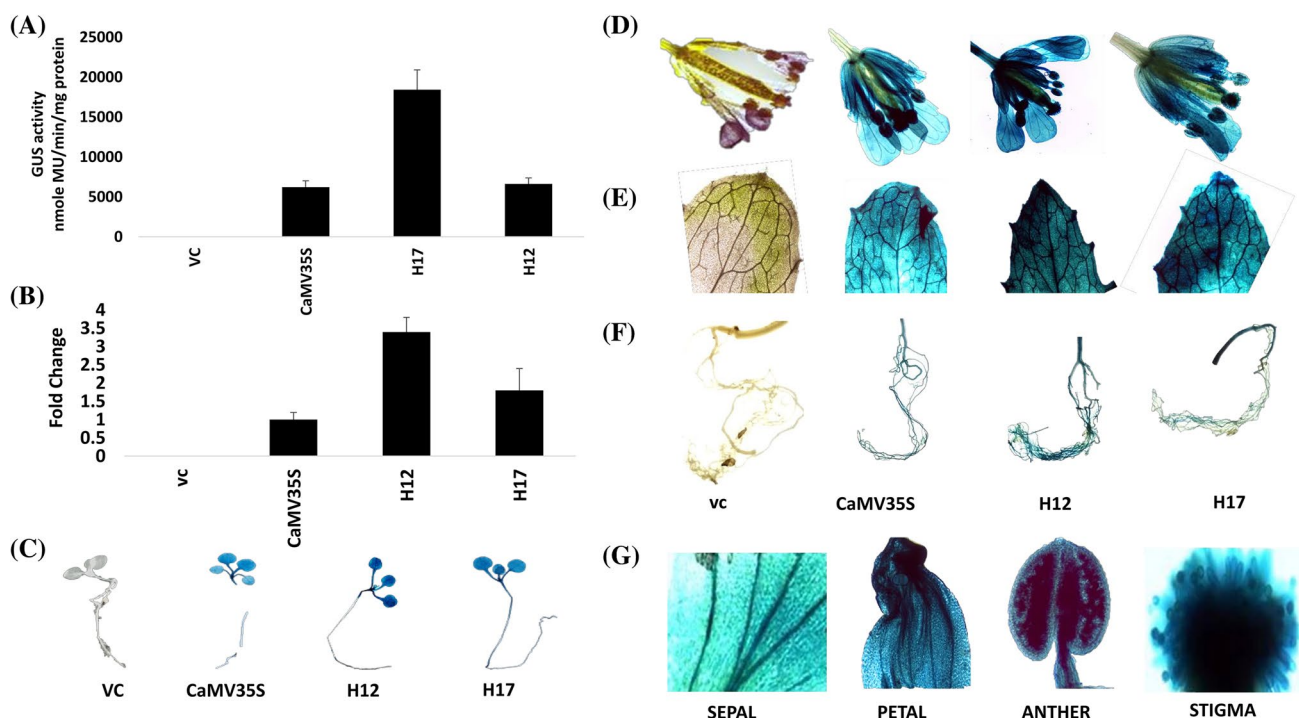 (A)
GUS activity
nmole MU/min/mg protein
25000
20000
15000
10000
5000
0
VC
CaMV35S
H17
H12
(B)
Fold Change
4
3.5
3
2.5
2
1.5
1
0.5
0
vc
CaMV35S
H12
H17
(C)
VC
CaMV35S
H12
H17
(D)
(E)
(F)
vc
CaMV35S
H12
H17
(G)
SEPAL
PETAL
ANTHER
STIGMA